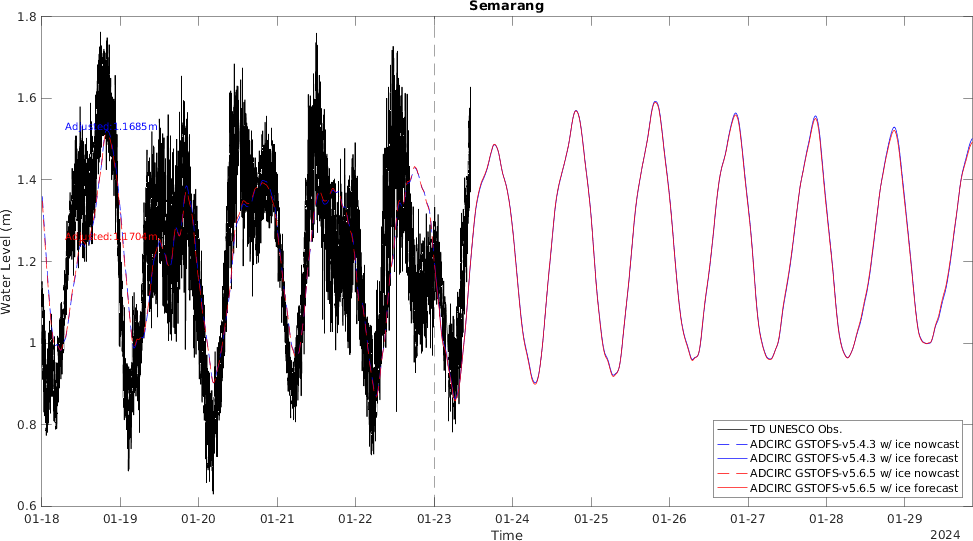 Semarang
1.8
1.6
1.4
1.2
1
0.8
0.6
Water Level (m)
Adjusted:1.1685m
Adjusted:1.1704m
TD UNESCO Obs.
ADCIRC GSTOFS-v5.4.3 w/ ice nowcast
ADCIRC GSTOFS-v5.4.3 w/ ice forecast
ADCIRC GSTOFS-v5.6.5 w/ ice nowcast
ADCIRC GSTOFS-v5.6.5 w/ ice forecast
01-18 01-19 01-20 01-21 01-22 01-23 01-24 01-25 01-26 01-27 01-28 01-29
Time
2024